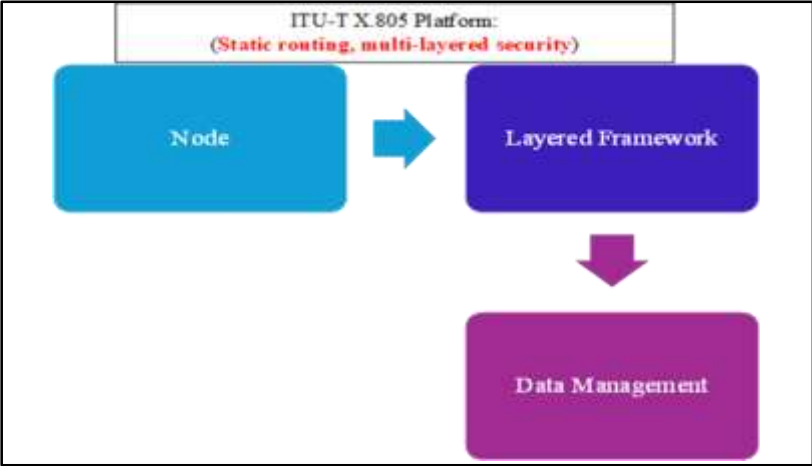 ITU-T X.805 Platform:
(Static routing, multi-layered security)
Node
Layered Framework
Data Management